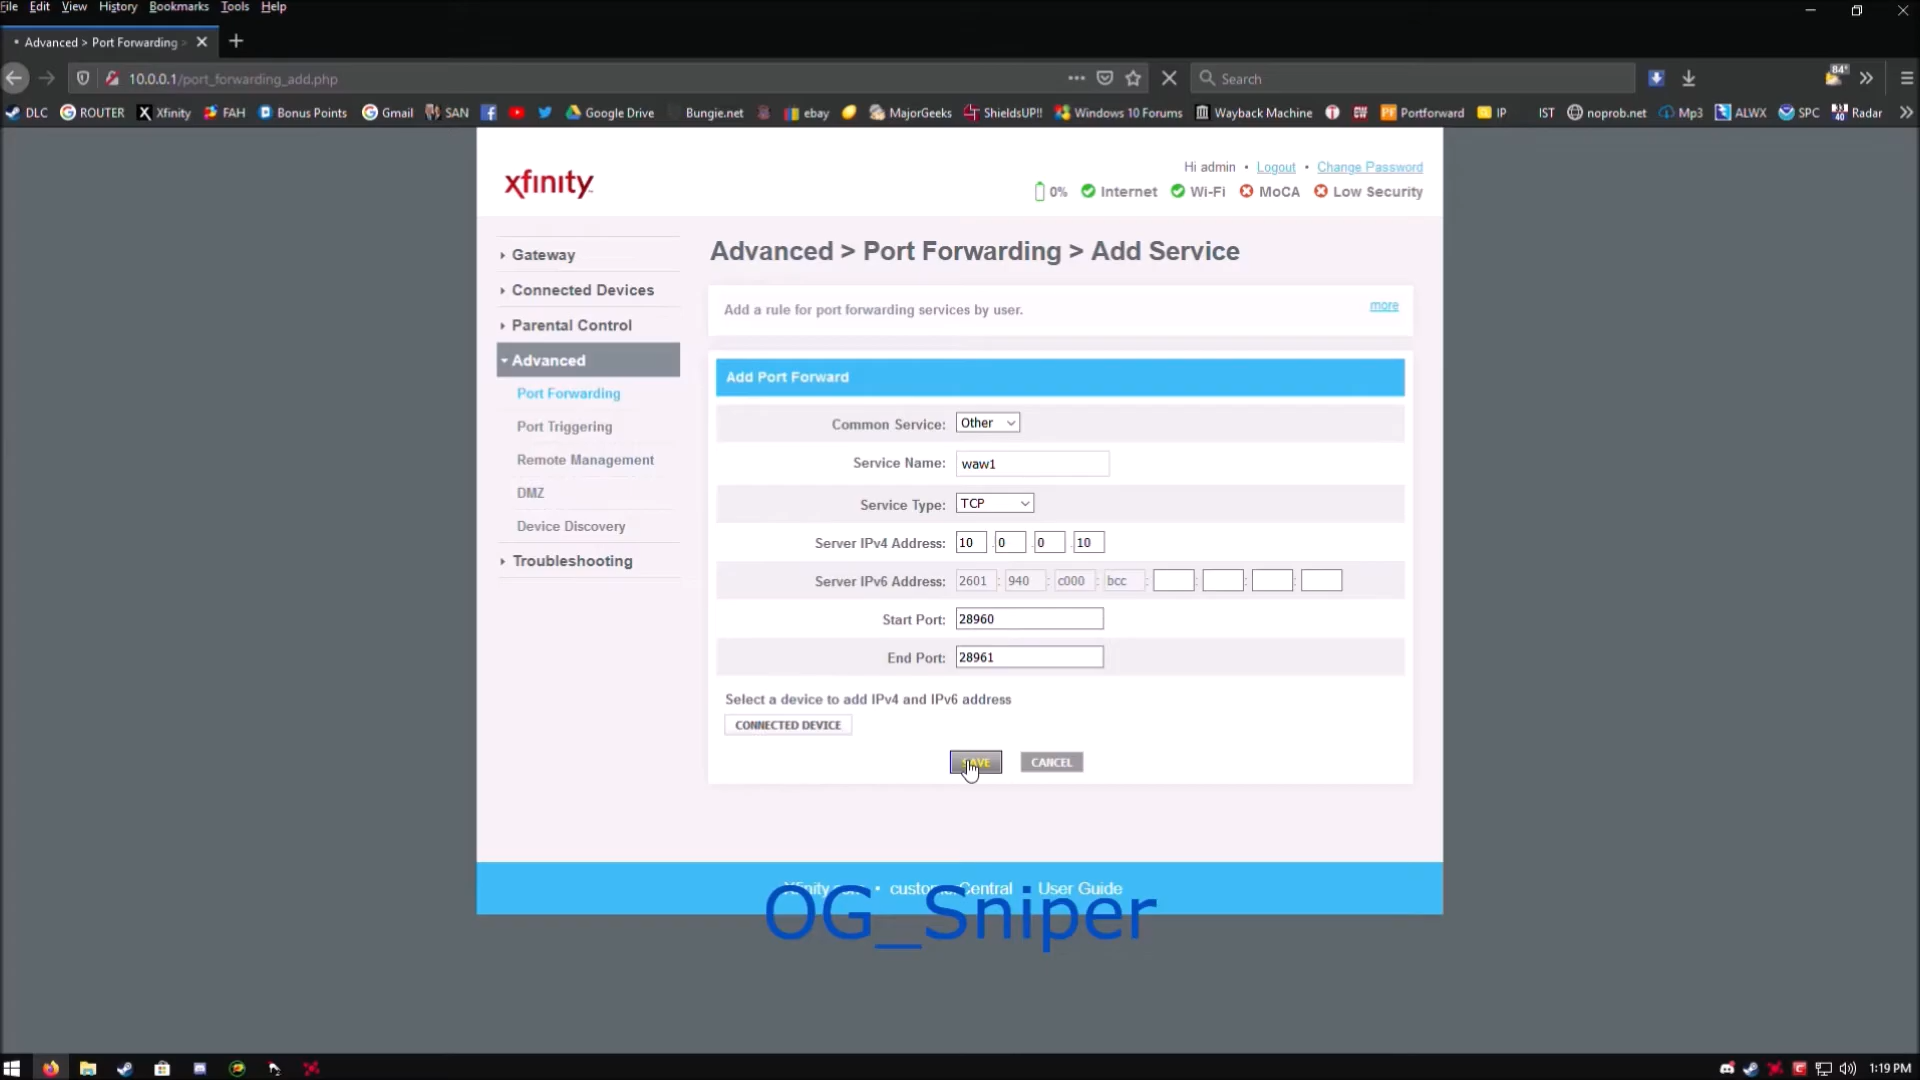 File Edit View History Bookmarks Tools Help
Advanced > Port Forwarding >
10.0.0.1/port_forwarding_add.php
Search
84°
DLC ROUTER Xfinity FAH Bonus Points Gmail SAN Google Drive Bungie.net ebay MajorGeeks ShieldsUP!! Windows 10 Forums Wayback Machine Portforward IP IST noprob.net Mp3 ALWX SPC Radar
xfinity
Hi admin • Logout • Change Password
0% Internet Wi-Fi MoCA Low Security
Gateway
Connected Devices
Parental Control
Advanced
Port Forwarding
Port Triggering
Remote Management
DMZ
Device Discovery
Troubleshooting
Advanced > Port Forwarding > Add Service
Add a rule for port forwarding services by user.
more
Add Port Forward
Common Service: Other
Service Name: waw1
Service Type: TCP
Server IPv4 Address: 10 . 0 . 0 . 10
Server IPv6 Address: 2601 : 940 : c000 : bcc : : : :
Start Port: 28960
End Port: 28961
Select a device to add IPv4 and IPv6 address
CONNECTED DEVICE
SAVE CANCEL
Xfinity.com • customerCentral User Guide
OG_Sniper
1:19 PM